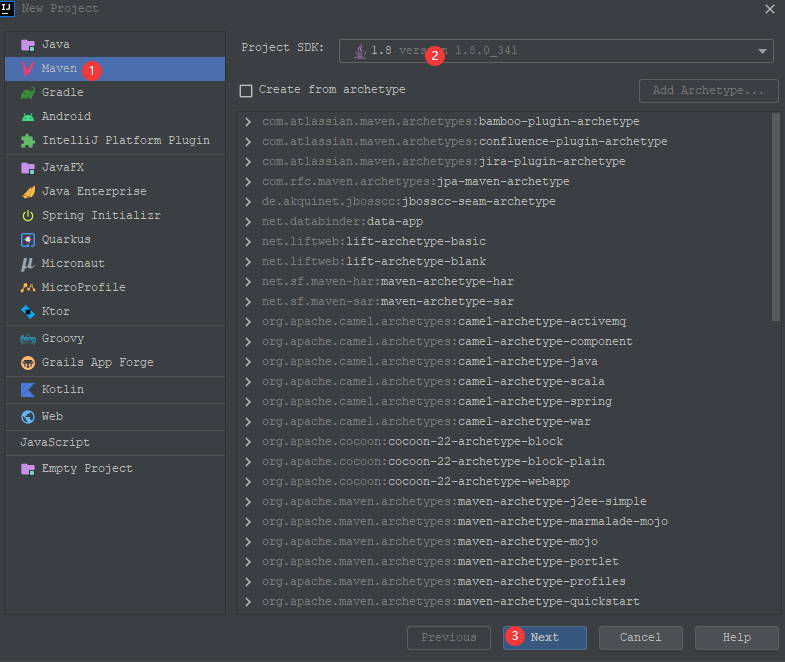 New Project
Java
Maven 1
Gradle
Android
IntelliJ Platform Plugin
JavaFX
Java Enterprise
Spring Initializr
Quarkus
Micronaut
MicroProfile
Ktor
Groovy
Grails App Forge
Kotlin
Web
JavaScript
Empty Project
Project SDK: 1.8 version 1.8.0_341
2
Create from archetype Add Archetype...
com.atlassian.maven.archetypes:bamboo-plugin-archetype
com.atlassian.maven.archetypes:confluence-plugin-archetype
com.atlassian.maven.archetypes:jira-plugin-archetype
com.rfc.maven.archetypes:jpa-maven-archetype
de.akquinet.jbosscc:jbosscc-seam-archetype
net.databinder:data-app
net.liftweb:lift-archetype-basic
net.liftweb:lift-archetype-blank
net.sf.maven-har:maven-archetype-har
net.sf.maven-sar:maven-archetype-sar
org.apache.camel.archetypes:camel-archetype-activemq
org.apache.camel.archetypes:camel-archetype-component
org.apache.camel.archetypes:camel-archetype-java
org.apache.camel.archetypes:camel-archetype-scala
org.apache.camel.archetypes:camel-archetype-spring
org.apache.camel.archetypes:camel-archetype-war
org.apache.cocoon:cocoon-22-archetype-block
org.apache.cocoon:cocoon-22-archetype-block-plain
org.apache.cocoon:cocoon-22-archetype-webapp
org.apache.maven.archetypes:maven-archetype-j2ee-simple
org.apache.maven.archetypes:maven-archetype-marmalade-mojo
org.apache.maven.archetypes:maven-archetype-mojo
org.apache.maven.archetypes:maven-archetype-portlet
org.apache.maven.archetypes:maven-archetype-profiles
org.apache.maven.archetypes:maven-archetype-quickstart
Previous 3 Next Cancel Help